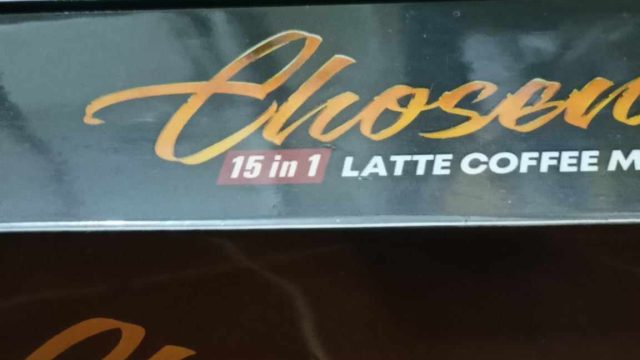 Chosen
15 in 1 LATTE COFFEE M